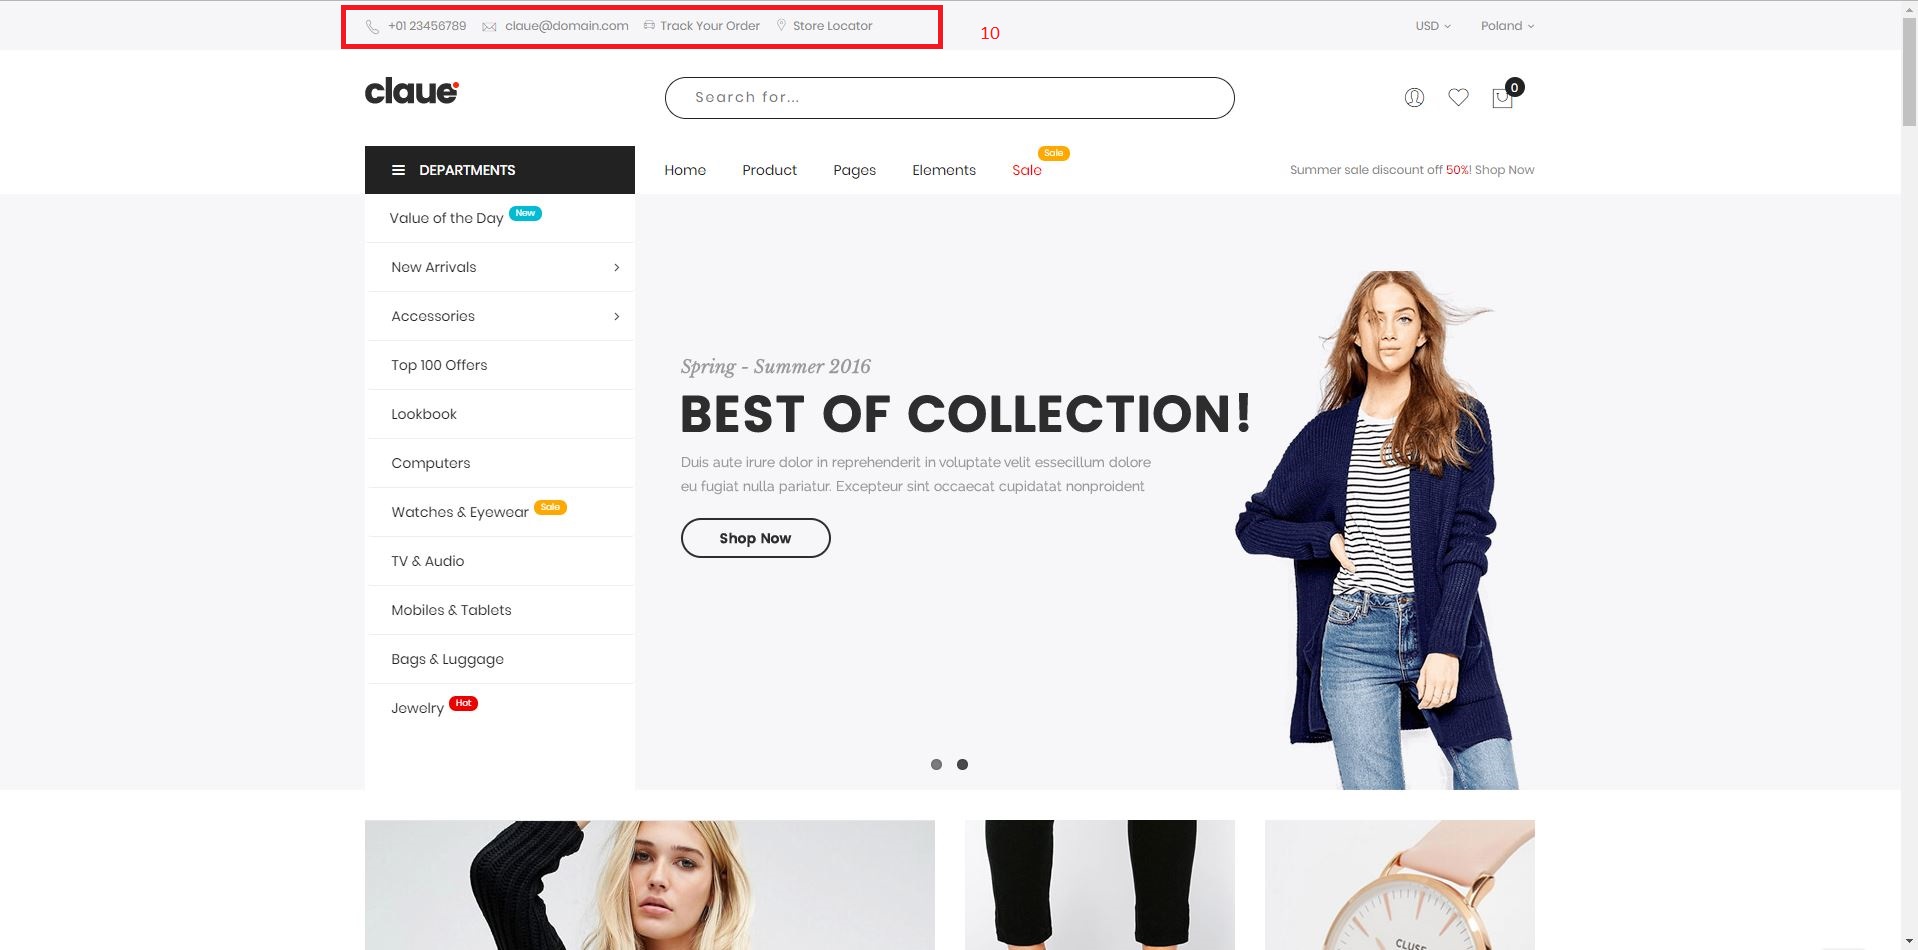 +01 23456789 claue@domain.com Track Your Order Store Locator
10
USD Poland
claue
Search for...
0
DEPARTMENTS
Home Product Pages Elements Sale Sale
Summer sale discount off 50%! Shop Now
Value of the Day New
New Arrivals
Accessories
Top 100 Offers
Lookbook
Computers
Watches & Eyewear Sale
TV & Audio
Mobiles & Tablets
Bags & Luggage
Jewelry Hot
Spring - Summer 2016
BEST OF COLLECTION!
Duis aute irure dolor in reprehenderit in voluptate velit essecillum dolore
eu fugiat nulla pariatur. Excepteur sint occaecat cupidatat nonproident
Shop Now
CLUSE